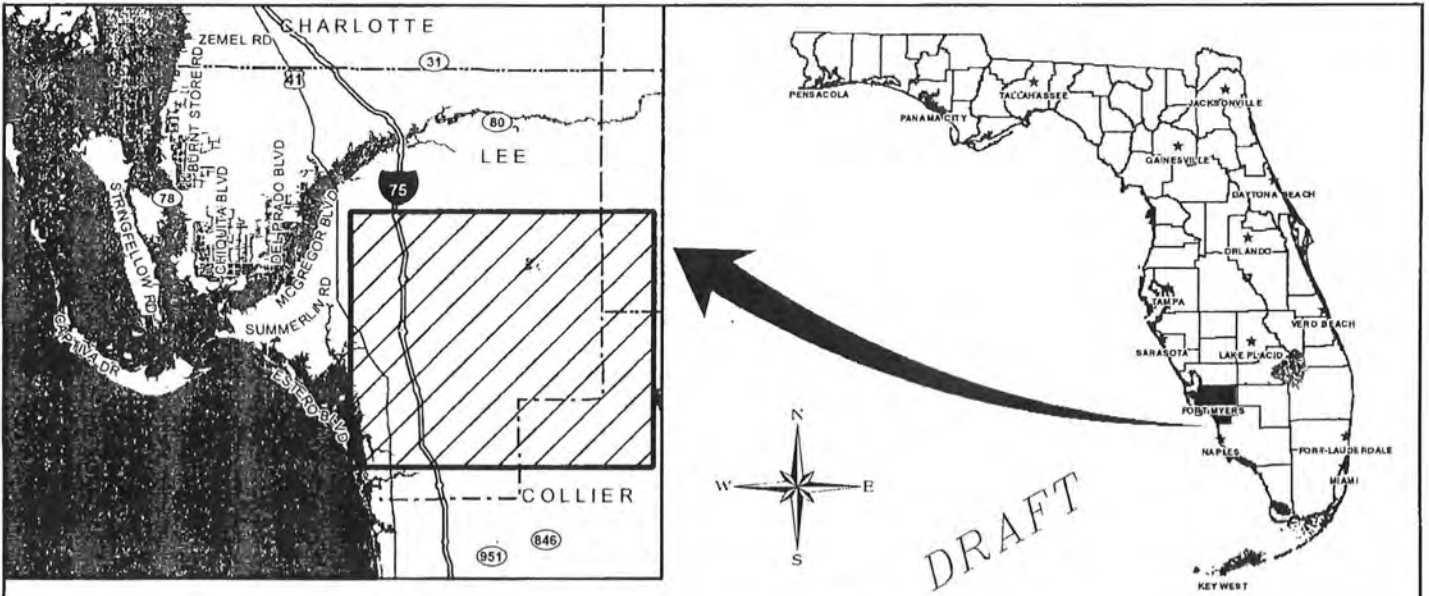 CHARLOTTE
ZEMEL RD
31
41
BURNT STORE RD
80
LEE
75
STRINGFELLOW RD
78
CHIQUITA BLVD
DEL PRADO BLVD
MCGREGOR BLVD
SUMMERLIN RD
CAPTIVA DR
ESTERO BLVD
COLLIER
951
846
PENSACOLA
TALLAHASSEE
JACKSONVILLE
PANAMA CITY
GAINESVILLE
DAYTONA BEACH
ORLANDO
TAMPA
VERO BEACH
SARASOTA
LAKE PLACID
FORT MYERS
NAPLES
FORT LAUDERDALE
MIAMI
KEY WEST
N
W
E
S
DRAFT